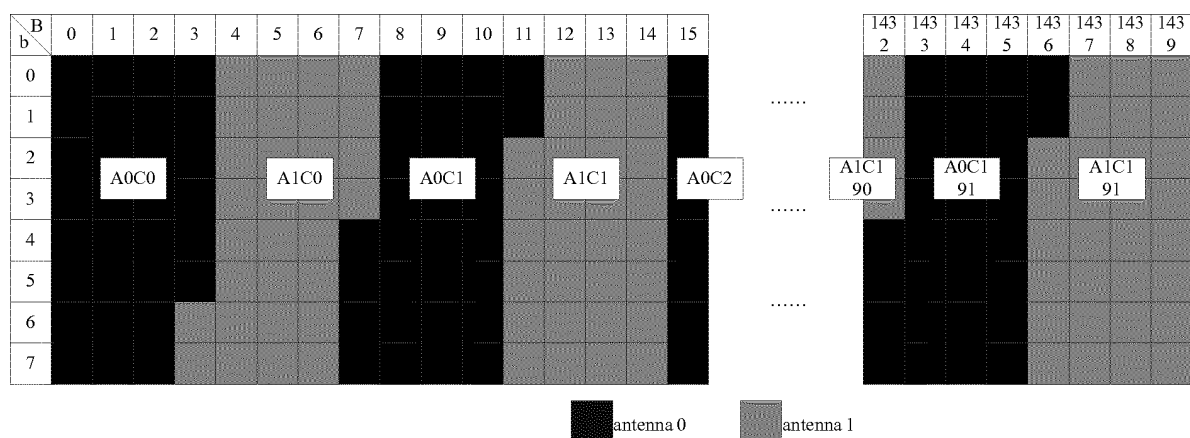 B
b
0 1 2 3 4 5 6 7 8 9 10 11 12 13 14 15 143 143 143 143 143 143 143 143
2 3 4 5 6 7 8 9
0
1
......
2
A0C0 A1C0 A0C1 A1C1 A0C2 A1C1 A0C1 A1C1
90 91 91
3
......
4
5
......
6
7
antenna 0 antenna 1